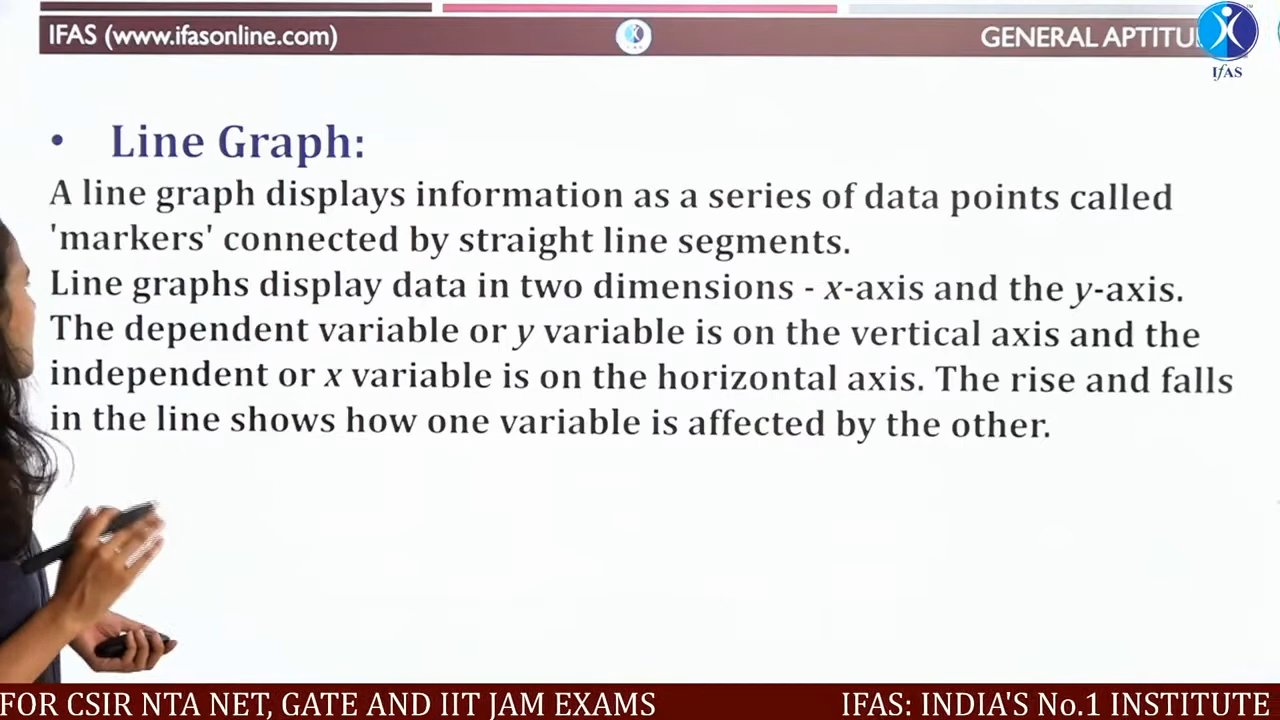 IFAS (www.ifasonline.com)
GENERAL APTITU
IfAS
• Line Graph:
A line graph displays information as a series of data points called
'markers' connected by straight line segments.
Line graphs display data in two dimensions - x-axis and the y-axis.
The dependent variable or y variable is on the vertical axis and the
independent or x variable is on the horizontal axis. The rise and falls
in the line shows how one variable is affected by the other.
FOR CSIR NTA NET, GATE AND IIT JAM EXAMS
IFAS: INDIA'S No.1 INSTITUTE